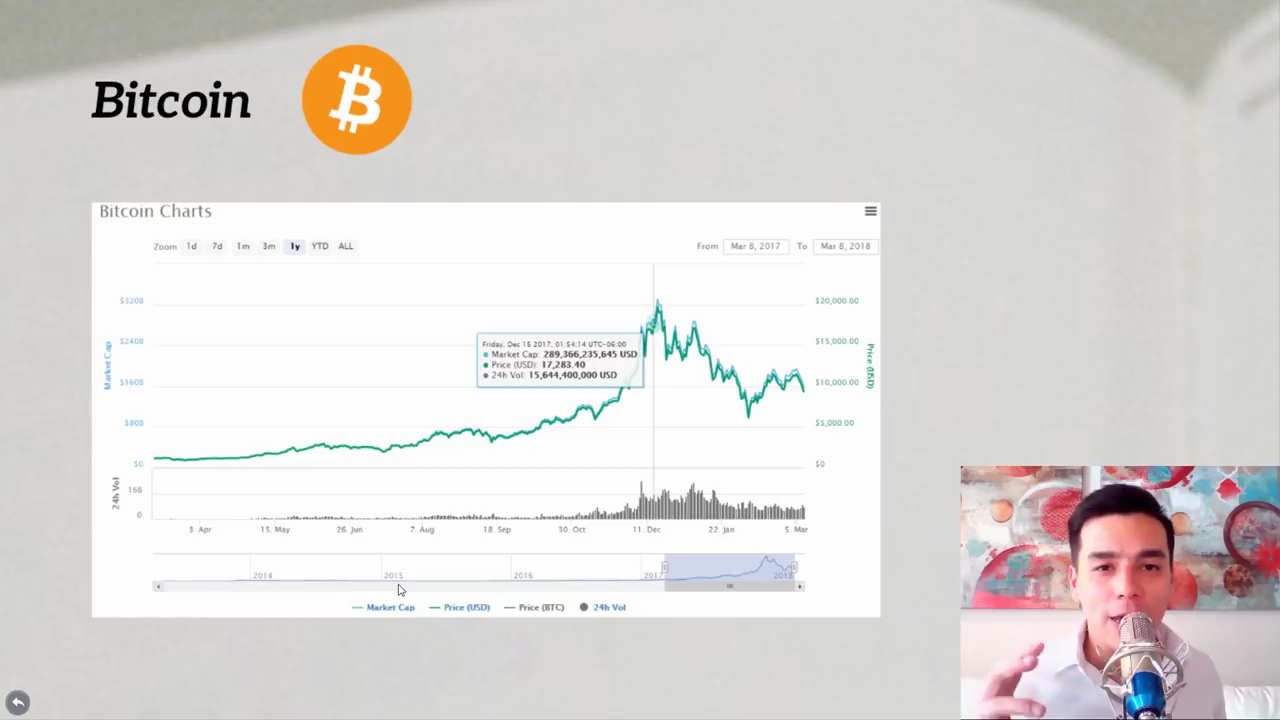 Bitcoin
Bitcoin Charts
Zoom 1d 7d 1m 3m 1y YTD ALL
From Mar 8, 2017 To Mar 8, 2018
$320B
$240B
$160B
$80B
$0
Market Cap
$20,000.00
$15,000.00
$10,000.00
$5,000.00
$0
Price (USD)
Friday, Dec 15 2017, 01:54:14 UTC-06:00
Market Cap: 289,366,235,645 USD
Price (USD): 17,283.40
24h Vol: 15,644,400,000 USD
24h Vol
16B
0
3. Apr 15. May 26. Jun 7. Aug 18. Sep 30. Oct 11. Dec 22. Jan 5. Mar
2014 2015 2016 2017 2018
Market Cap Price (USD) Price (BTC) 24h Vol